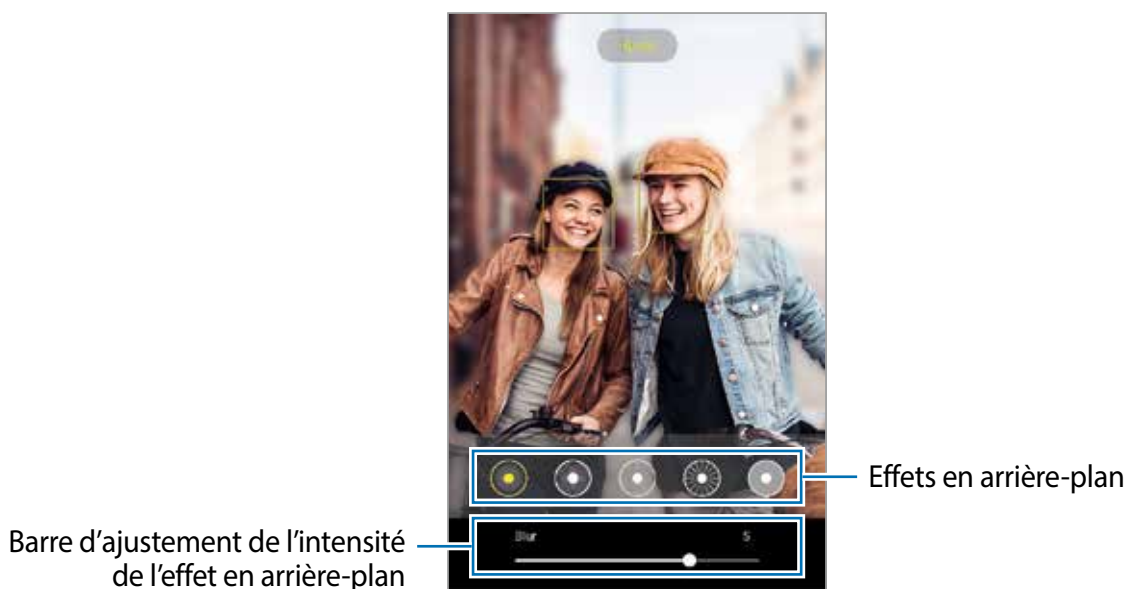 Effets en arrière-plan
Blur 5
Barre d’ajustement de l’intensité
de l’effet en arrière-plan